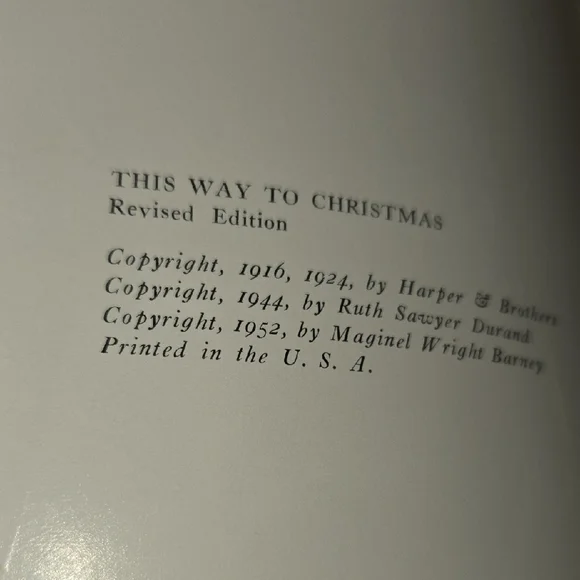 THIS WAY TO CHRISTMAS
Revised Edition
Copyright, 1916, 1924, by Harper & Brothers
Copyright, 1944, by Ruth Sawyer Durand
Copyright, 1952, by Maginel Wright Barney
Printed in the U. S. A.